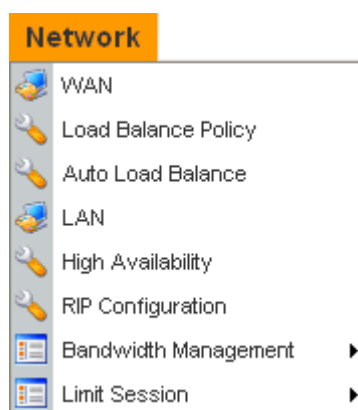 Network
WAN
Load Balance Policy
Auto Load Balance
LAN
High Availability
RIP Configuration
Bandwidth Management
Limit Session